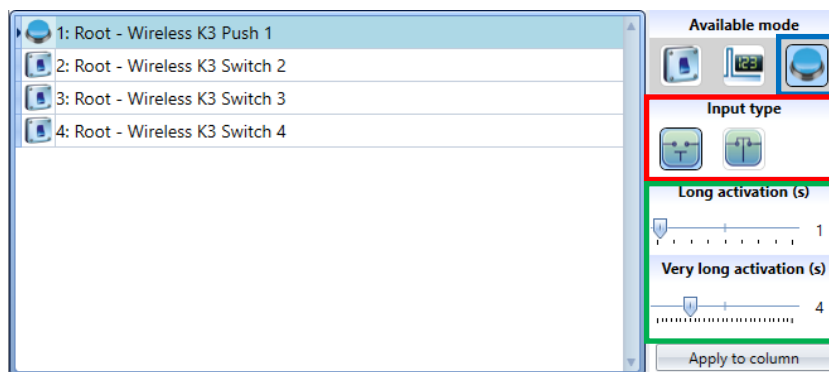 1: Root - Wireless K3 Push 1
2: Root - Wireless K3 Switch 2
3: Root - Wireless K3 Switch 3
4: Root - Wireless K3 Switch 4
Available mode
123
Input type
Long activation (s)
1
Very long activation (s)
4
Apply to column